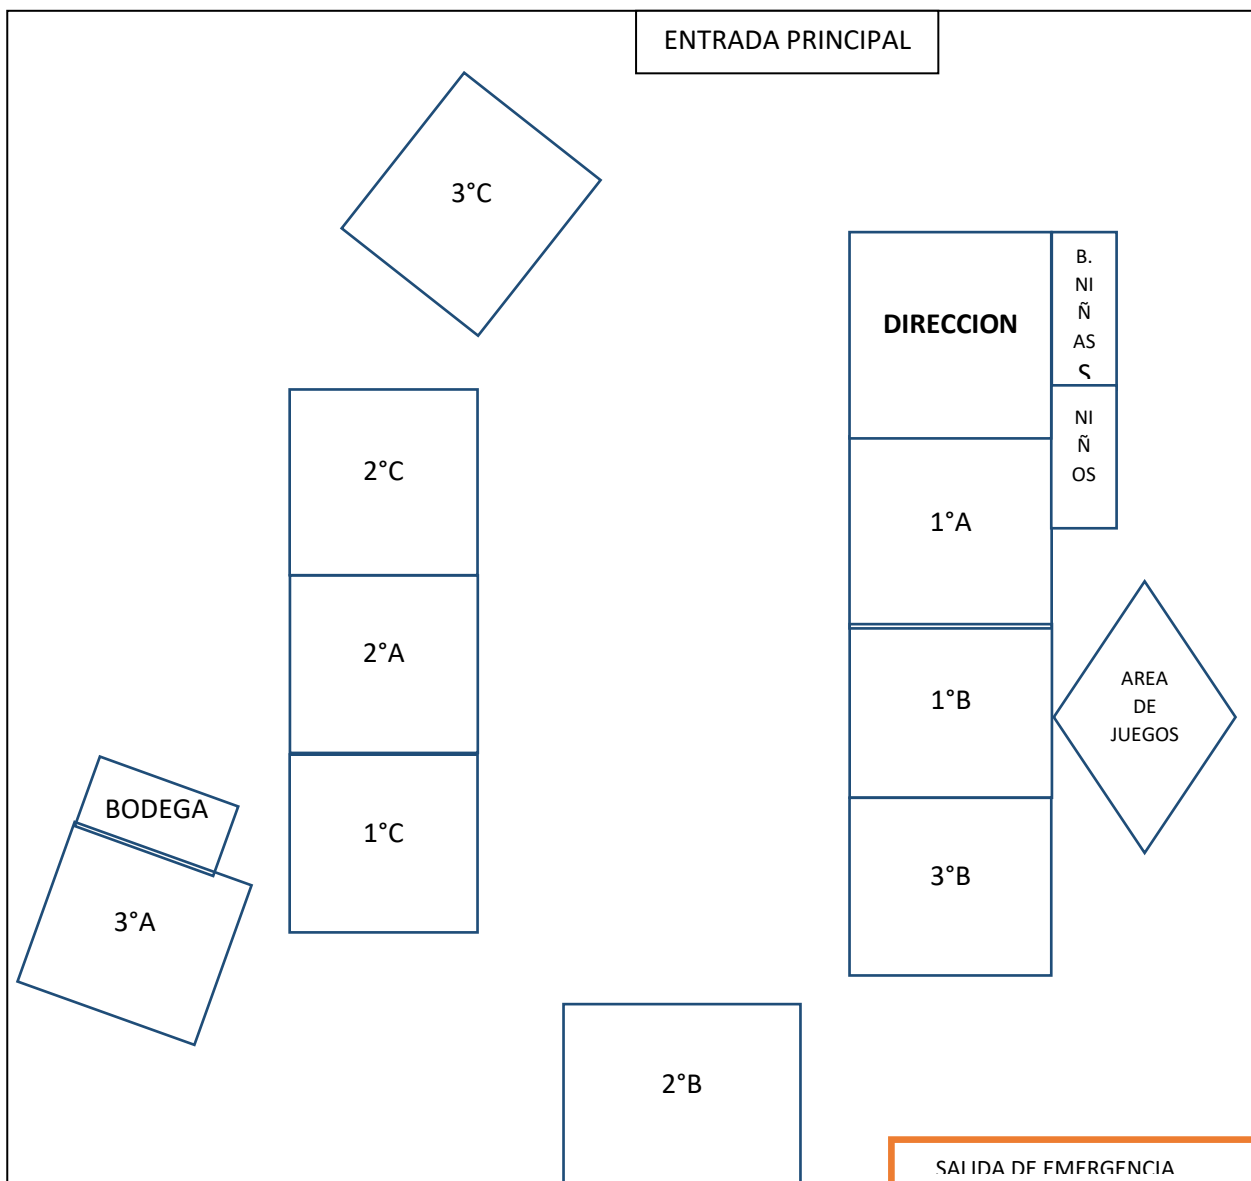 ENTRADA PRINCIPAL
3°C
B.
NI
Ñ
AS
S
DIRECCION
NI
Ñ
OS
2°C
1°A
2°A
1°B
AREA
DE
JUEGOS
BODEGA
1°C
3°B
3°A
2°B
SALIDA DE EMERGENCIA